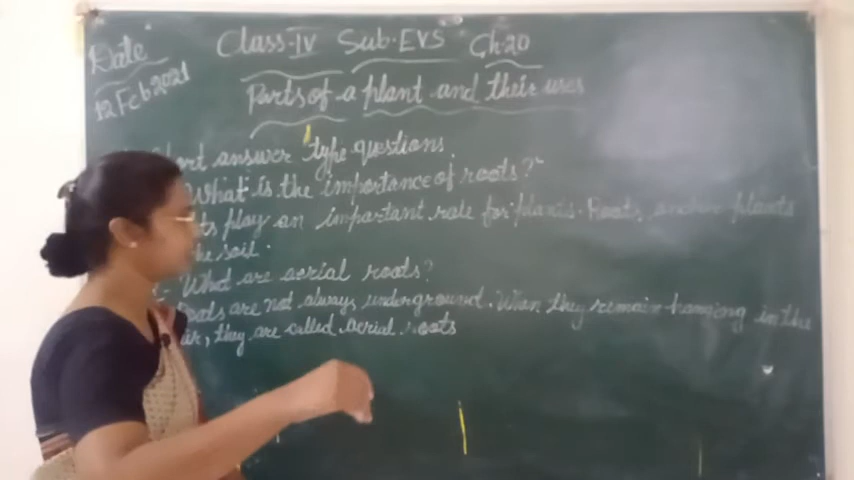 Date
12 Feb 2021
Class-IV Sub-EVS Ch-20
Parts of a plant and their uses
answer type questions.
What is the importance of roots?
play an important role for plants. Roots anchor plants
the soil.
What are aerial roots?
Roots are not always underground. When they remain hanging in the
air, they are called aerial roots